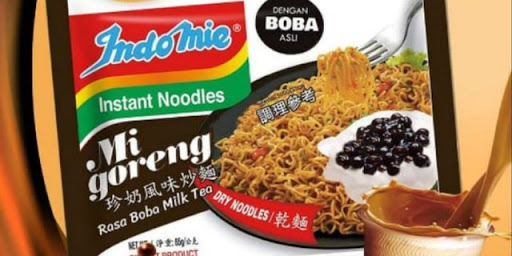 Indomie
DENGAN
BOBA
ASLI
Instant Noodles
Mi
goreng
珍奶風味炒麵
Rasa Boba Milk Tea
調理參考
DRY NOODLES/乾麵
PRODUCT